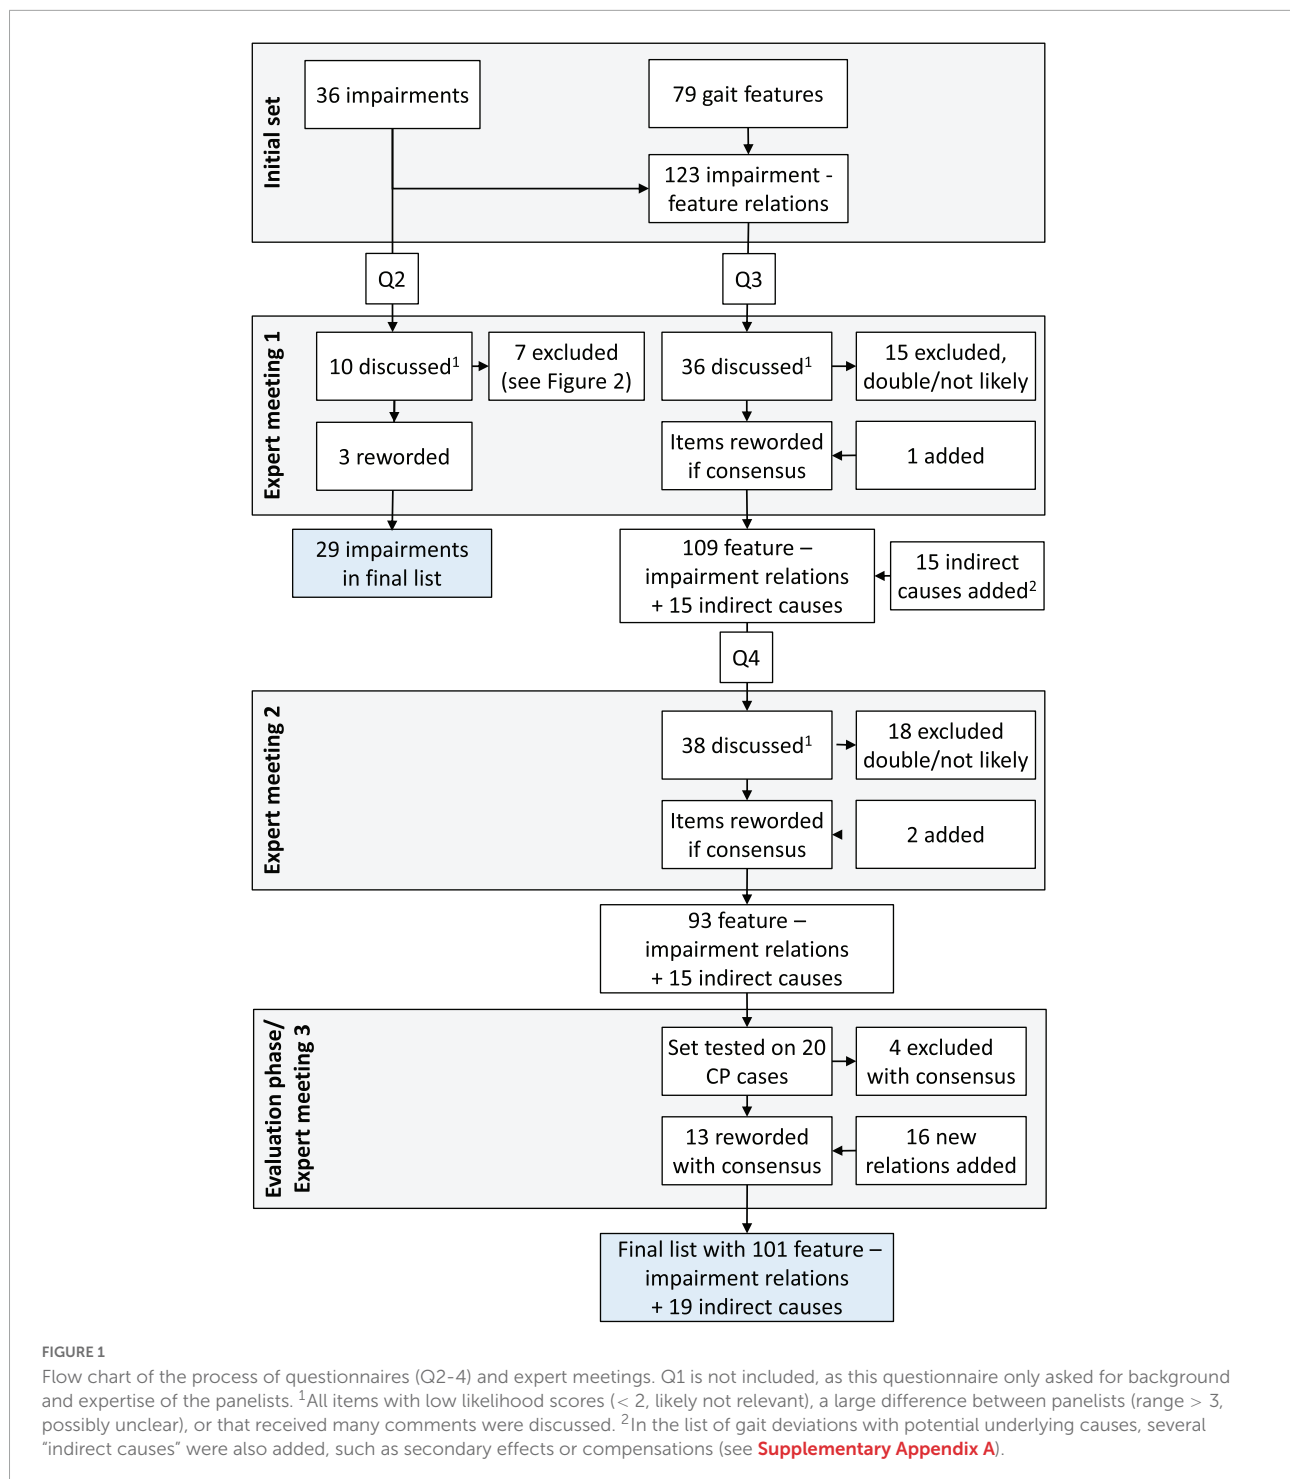 Initial set
36 impairments
79 gait features
123 impairment -
feature relations
Q2
Q3
Expert meeting 1
10 discussed¹
7 excluded
(see Figure 2)
36 discussed¹
15 excluded,
double/not likely
3 reworded
Items reworded
if consensus
1 added
29 impairments
in final list
109 feature –
impairment relations
+ 15 indirect causes
15 indirect
causes added²
Q4
Expert meeting 2
38 discussed¹
18 excluded
double/not likely
Items reworded
if consensus
2 added
93 feature –
impairment relations
+ 15 indirect causes
Evaluation phase/
Expert meeting 3
Set tested on 20
CP cases
4 excluded
with consensus
13 reworded
with consensus
16 new
relations added
Final list with 101 feature –
impairment relations
+ 19 indirect causes
FIGURE 1
Flow chart of the process of questionnaires (Q2-4) and expert meetings. Q1 is not included, as this questionnaire only asked for background
and expertise of the panelists. ¹All items with low likelihood scores (< 2, likely not relevant), a large difference between panelists (range > 3,
possibly unclear), or that received many comments were discussed. ²In the list of gait deviations with potential underlying causes, several
"indirect causes" were also added, such as secondary effects or compensations (see Supplementary Appendix A).